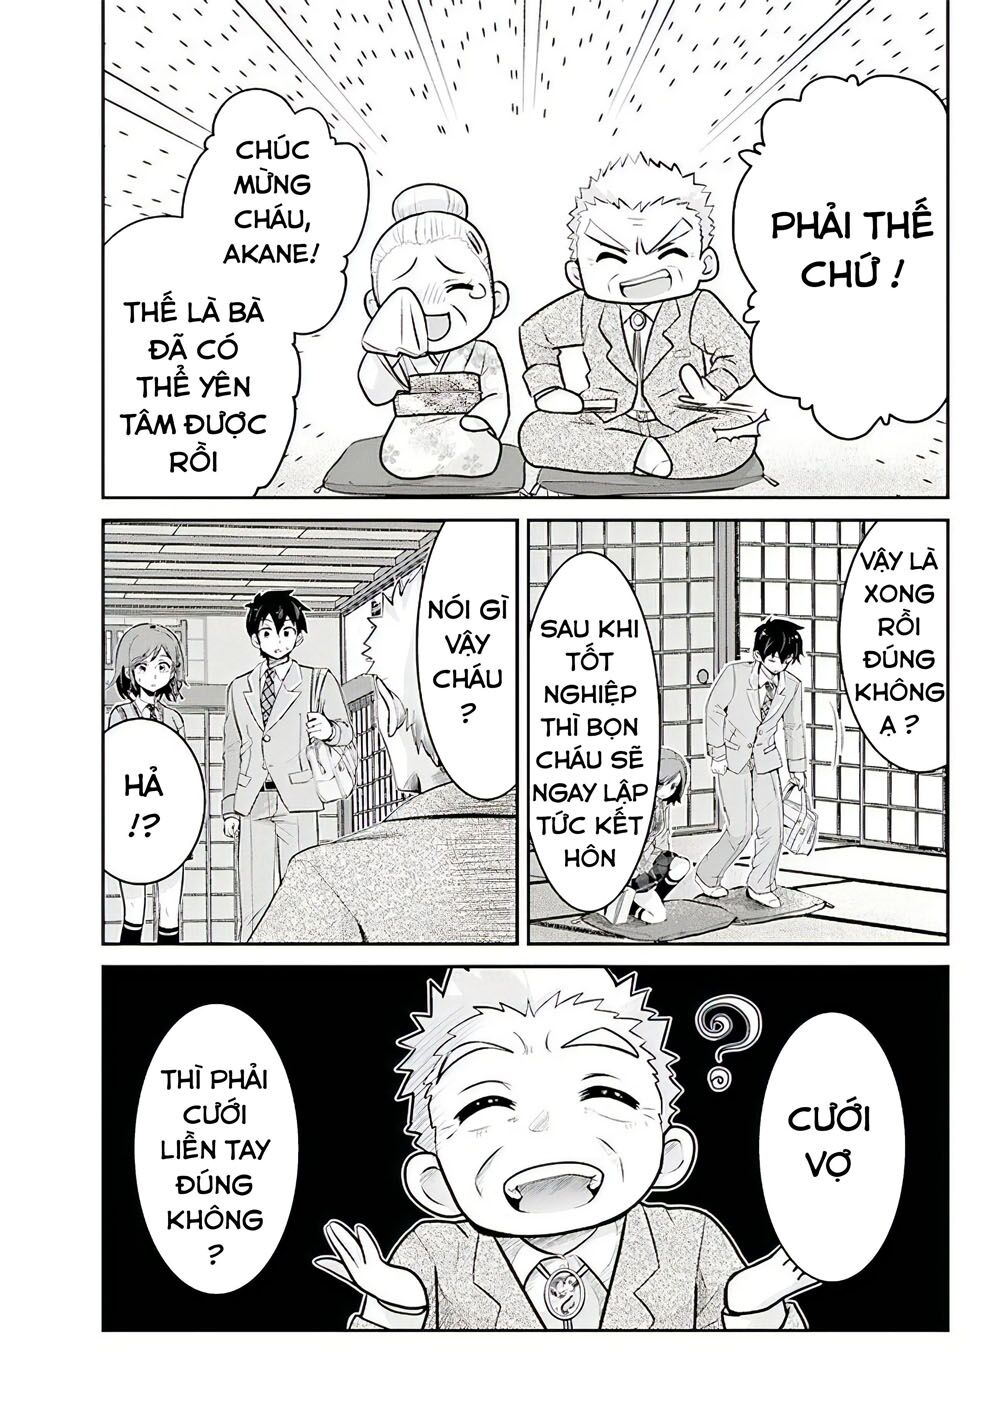 PHẢI THẾ
CHỨ !
CHÚC
MỪNG
CHÁU,
AKANE!
THẾ LÀ BÀ
ĐÃ CÓ
THỂ YÊN
TÂM ĐƯỢC
RỒI
VẬY LÀ
XONG
RỒI
ĐÚNG
KHÔNG
Ạ ?
SAU KHI
TỐT
NGHIỆP
THÌ BỌN
CHÁU SẼ
NGAY LẬP
TỨC KẾT
HÔN
NÓI GÌ
VẬY CHÁU
?
HẢ
!?
CƯỚI
VỢ
?
THÌ PHẢI
CƯỚI
LIỀN TAY
ĐÚNG
KHÔNG
?